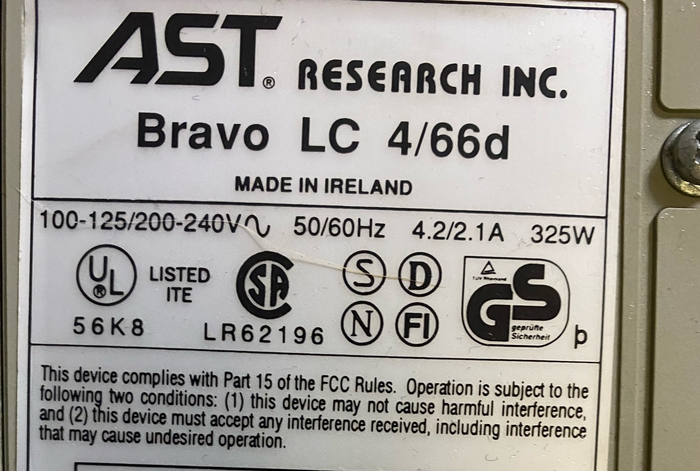 AST® RESEARCH INC.
Bravo LC 4/66d
MADE IN IRELAND
100-125/200-240V∿ 50/60Hz 4.2/2.1A 325W
UL® LISTED ITE SA S D TÜV Rheinland GS geprüfte Sicherheit
56K8 LR62196 N FI þ
This device complies with Part 15 of the FCC Rules. Operation is subject to the
following two conditions: (1) this device may not cause harmful interference,
and (2) this device must accept any interference received, including interference
that may cause undesired operation.